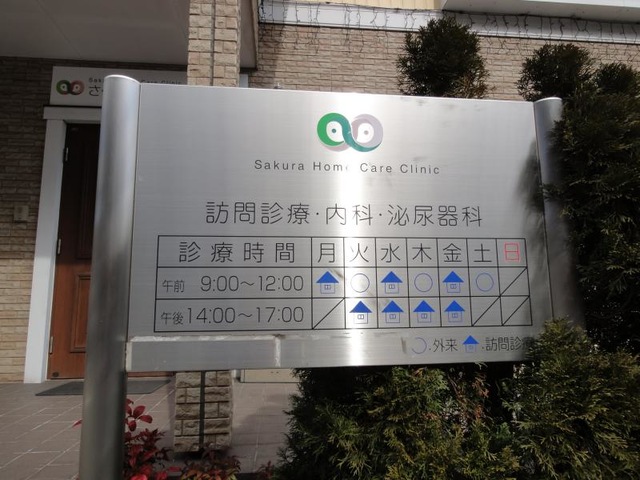 Sakura Home Care Clinic
訪問診療・内科・泌尿器科
診療時間 月 火 水 木 金 土 日
午前 9:00～12:00 ○ ○ ○
午後 14:00～17:00
○.外来 .訪問診療